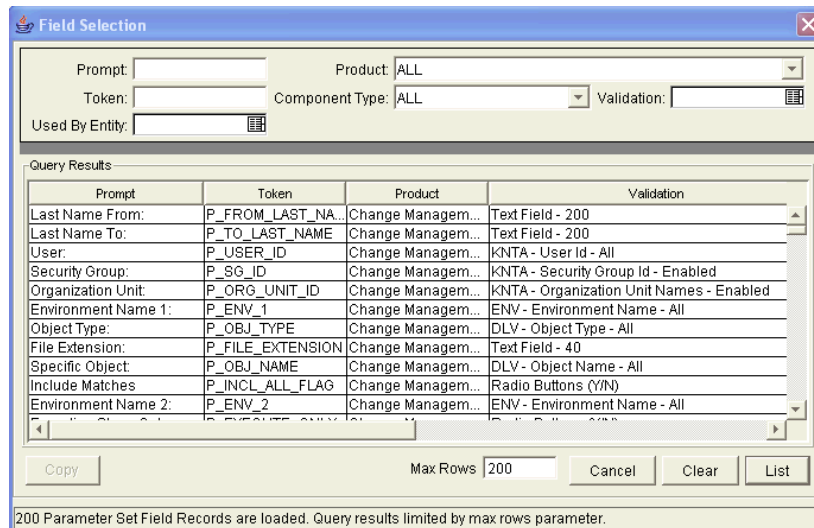 Field Selection
Prompt: Product: ALL
Token: Component Type: ALL Validation:
Used By Entity:
Query Results
Prompt Token Product Validation
Last Name From: P_FROM_LAST_NA... Change Managem... Text Field - 200
Last Name To: P_TO_LAST_NAME Change Managem... Text Field - 200
User: P_USER_ID Change Managem... KNTA - User Id - All
Security Group: P_SG_ID Change Managem... KNTA - Security Group Id - Enabled
Organization Unit: P_ORG_UNIT_ID Change Managem... KNTA - Organization Unit Names - Enabled
Environment Name 1: P_ENV_1 Change Managem... ENV - Environment Name - All
Object Type: P_OBJ_TYPE Change Managem... DLV - Object Type - All
File Extension: P_FILE_EXTENSION Change Managem... Text Field - 40
Specific Object: P_OBJ_NAME Change Managem... DLV - Object Name - All
Include Matches P_INCL_ALL_FLAG Change Managem... Radio Buttons (Y/N)
Environment Name 2: P_ENV_2 Change Managem... ENV - Environment Name - All
Copy Max Rows 200 Cancel Clear List
200 Parameter Set Field Records are loaded. Query results limited by max rows parameter.